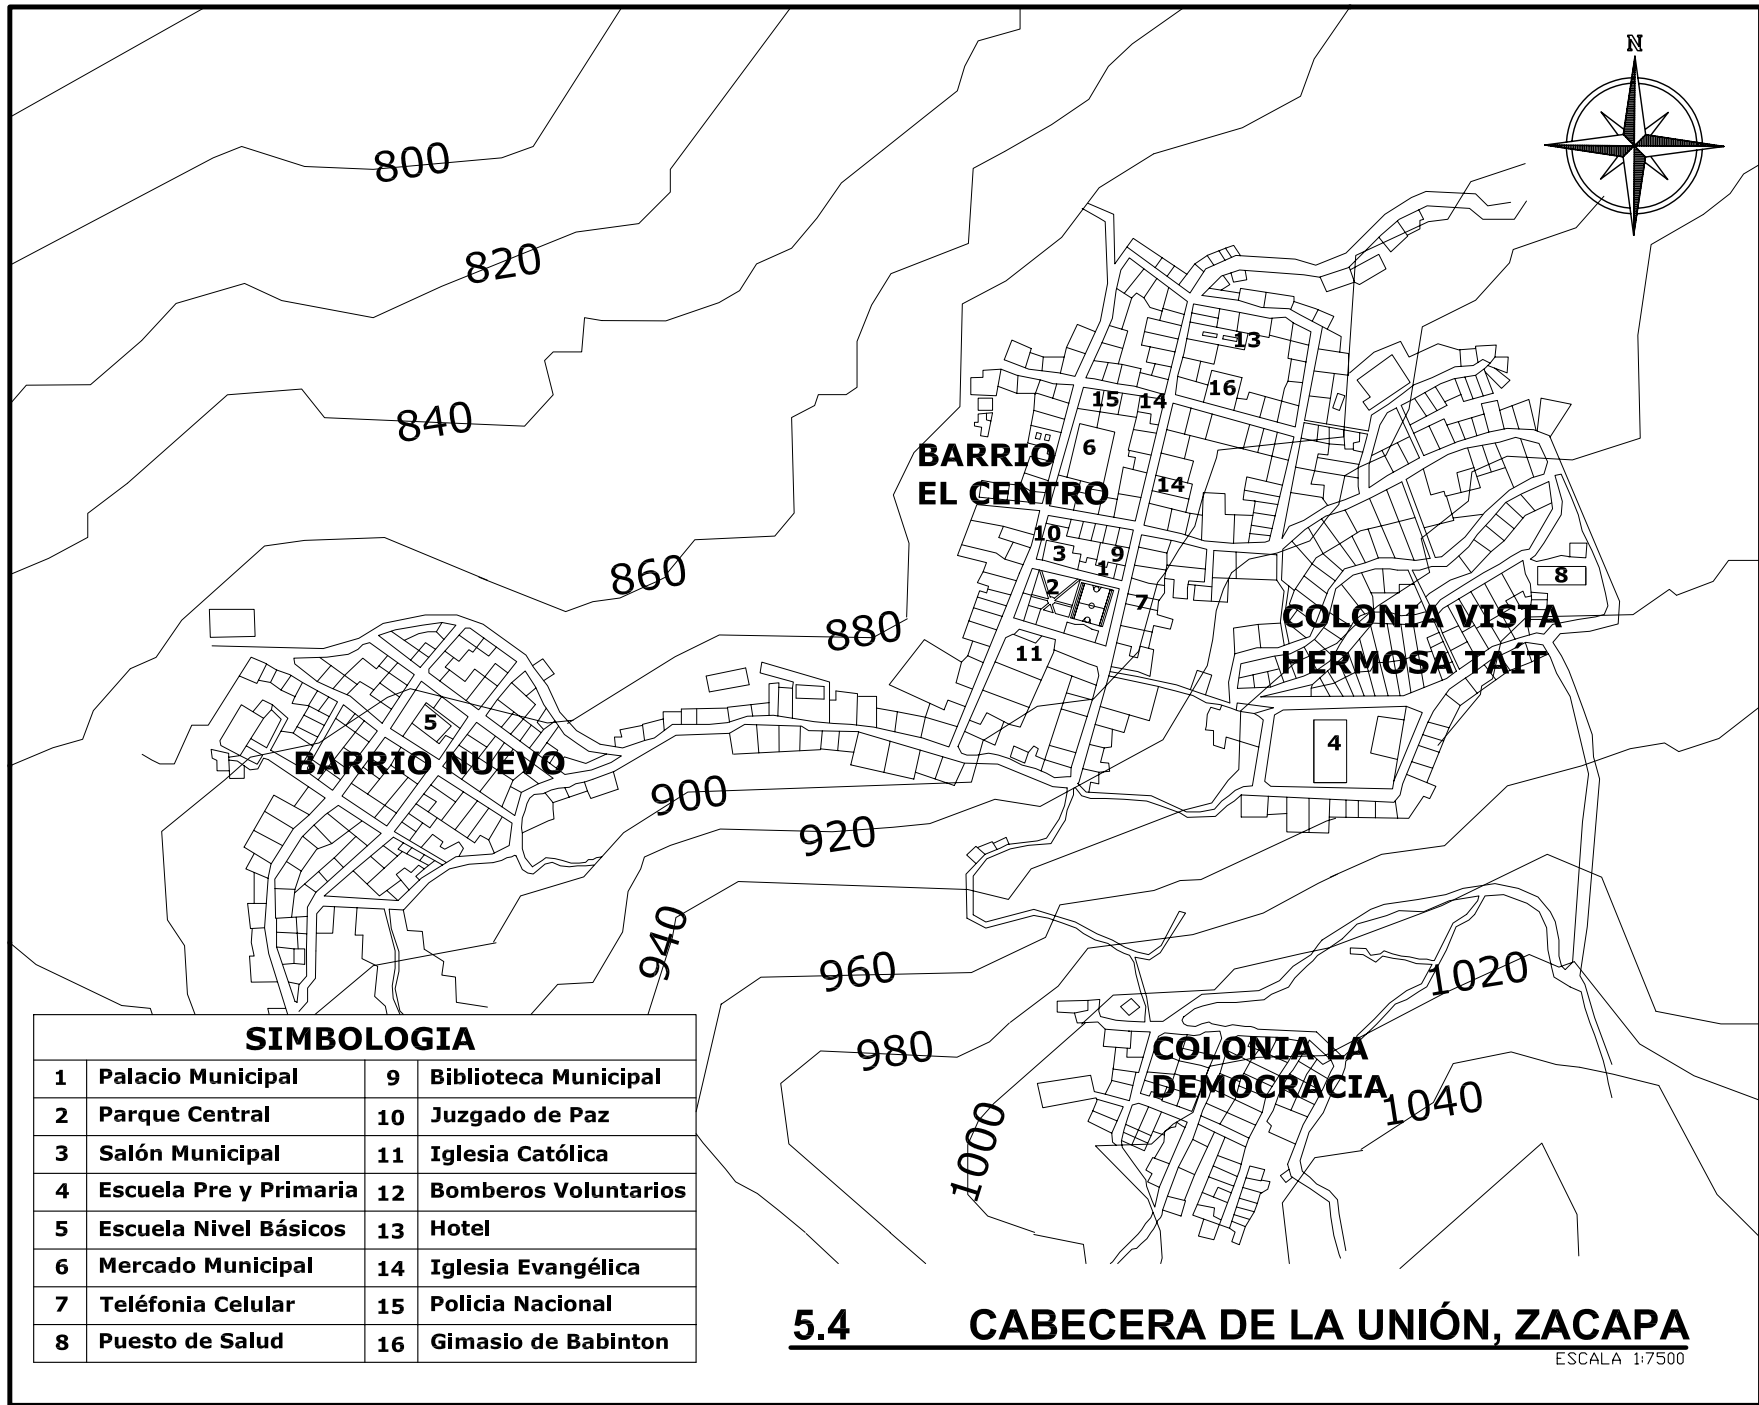 N
800
820
840
860
880
900
920
940
960
980
1000
1020
1040
13
16
15
14
6
14
10
3
9
1
2
7
11
8
5
4
BARRIO
EL CENTRO
COLONIA VISTA
HERMOSA TAÍT
BARRIO NUEVO
COLONIA LA
DEMOCRACIA
SIMBOLOGIA
1 Palacio Municipal 9 Biblioteca Municipal
2 Parque Central 10 Juzgado de Paz
3 Salón Municipal 11 Iglesia Católica
4 Escuela Pre y Primaria 12 Bomberos Voluntarios
5 Escuela Nivel Básicos 13 Hotel
6 Mercado Municipal 14 Iglesia Evangélica
7 Teléfonia Celular 15 Policia Nacional
8 Puesto de Salud 16 Gimasio de Babinton
5.4 CABECERA DE LA UNIÓN, ZACAPA
ESCALA 1:7500